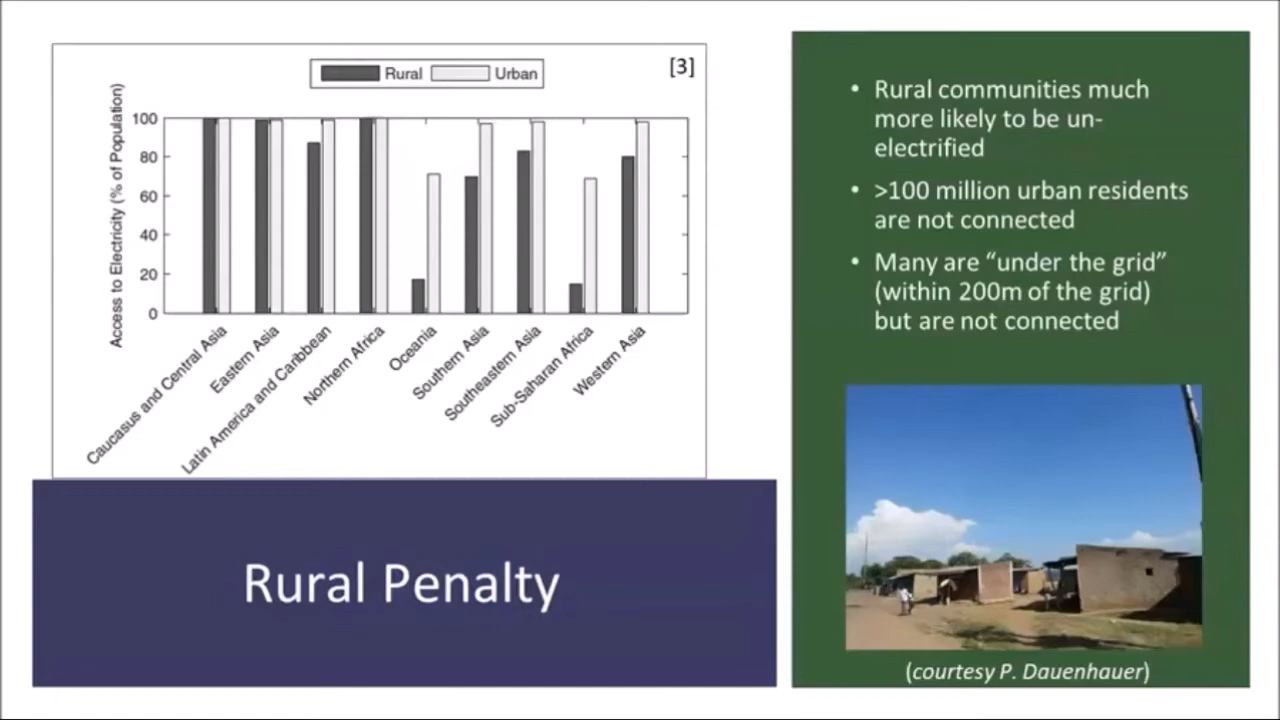 Rural
Urban
[3]
Access to Electricity (% of Population)
100
80
60
40
20
0
Caucasus and Central Asia
Eastern Asia
Latin America and Caribbean
Northern Africa
Oceania
Southern Asia
Southeastern Asia
Sub-Saharan Africa
Western Asia
Rural Penalty
• Rural communities much
more likely to be un-
electrified
• >100 million urban residents
are not connected
• Many are “under the grid”
(within 200m of the grid)
but are not connected
(courtesy P. Dauenhauer)